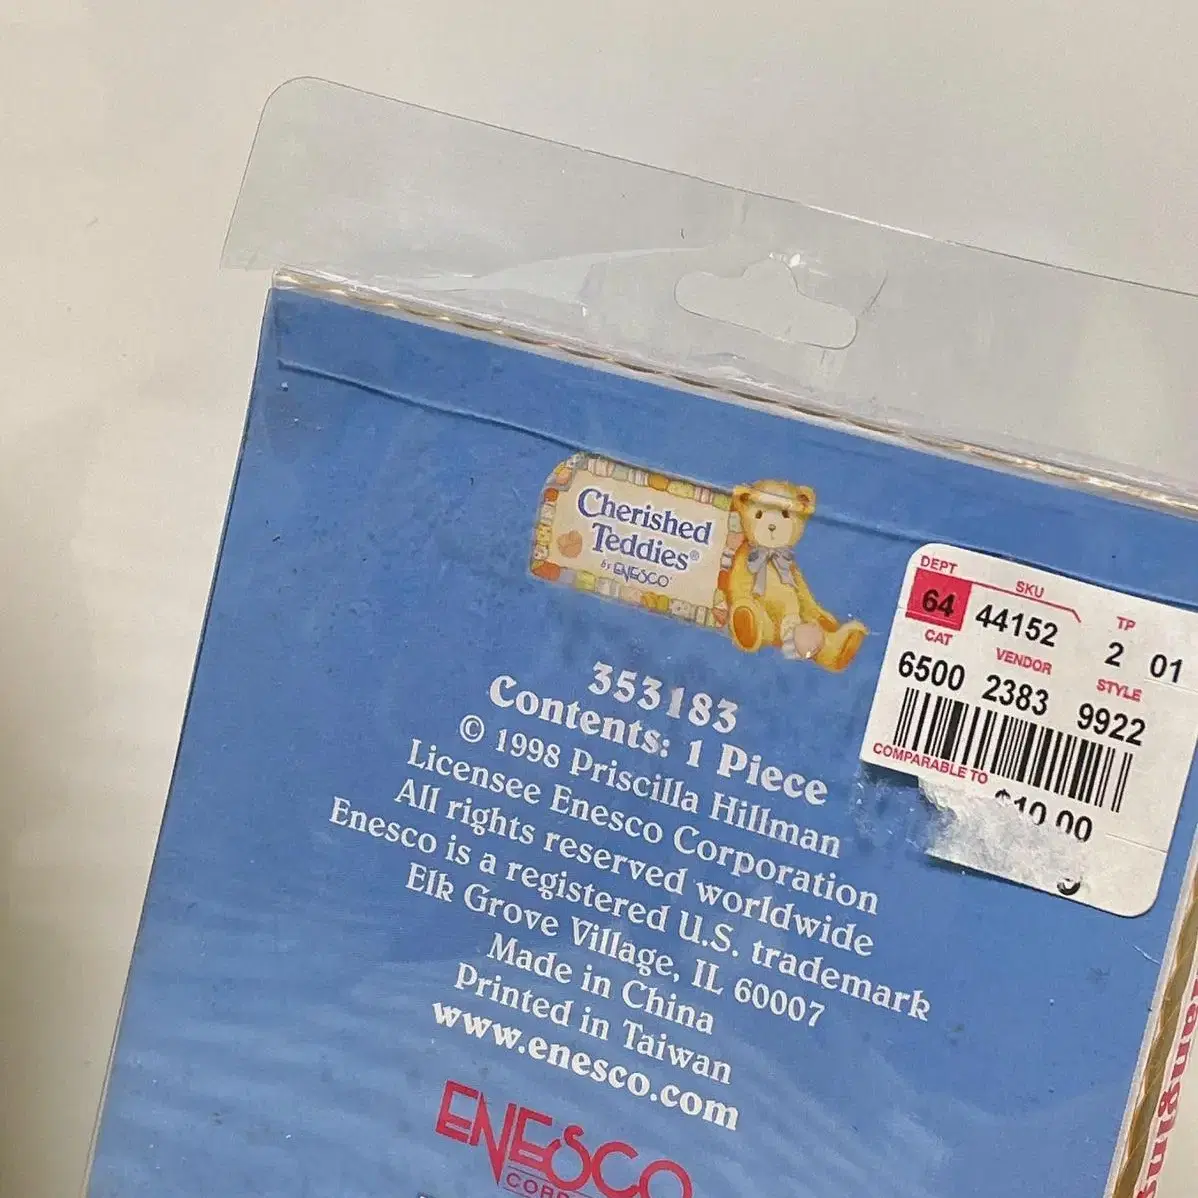 Cherished
Teddies®
by ENESCO
353183
Contents: 1 Piece
© 1998 Priscilla Hillman
Licensee Enesco Corporation
All rights reserved worldwide
Enesco is a registered U.S. trademark
Elk Grove Village, IL 60007
Made in China
Printed in Taiwan
www.enesco.com
ENESCO
DEPT SKU TP
64 44152 2 01
CAT VENDOR STYLE
6500 2383 9922
COMPARABLE TO
$10.00